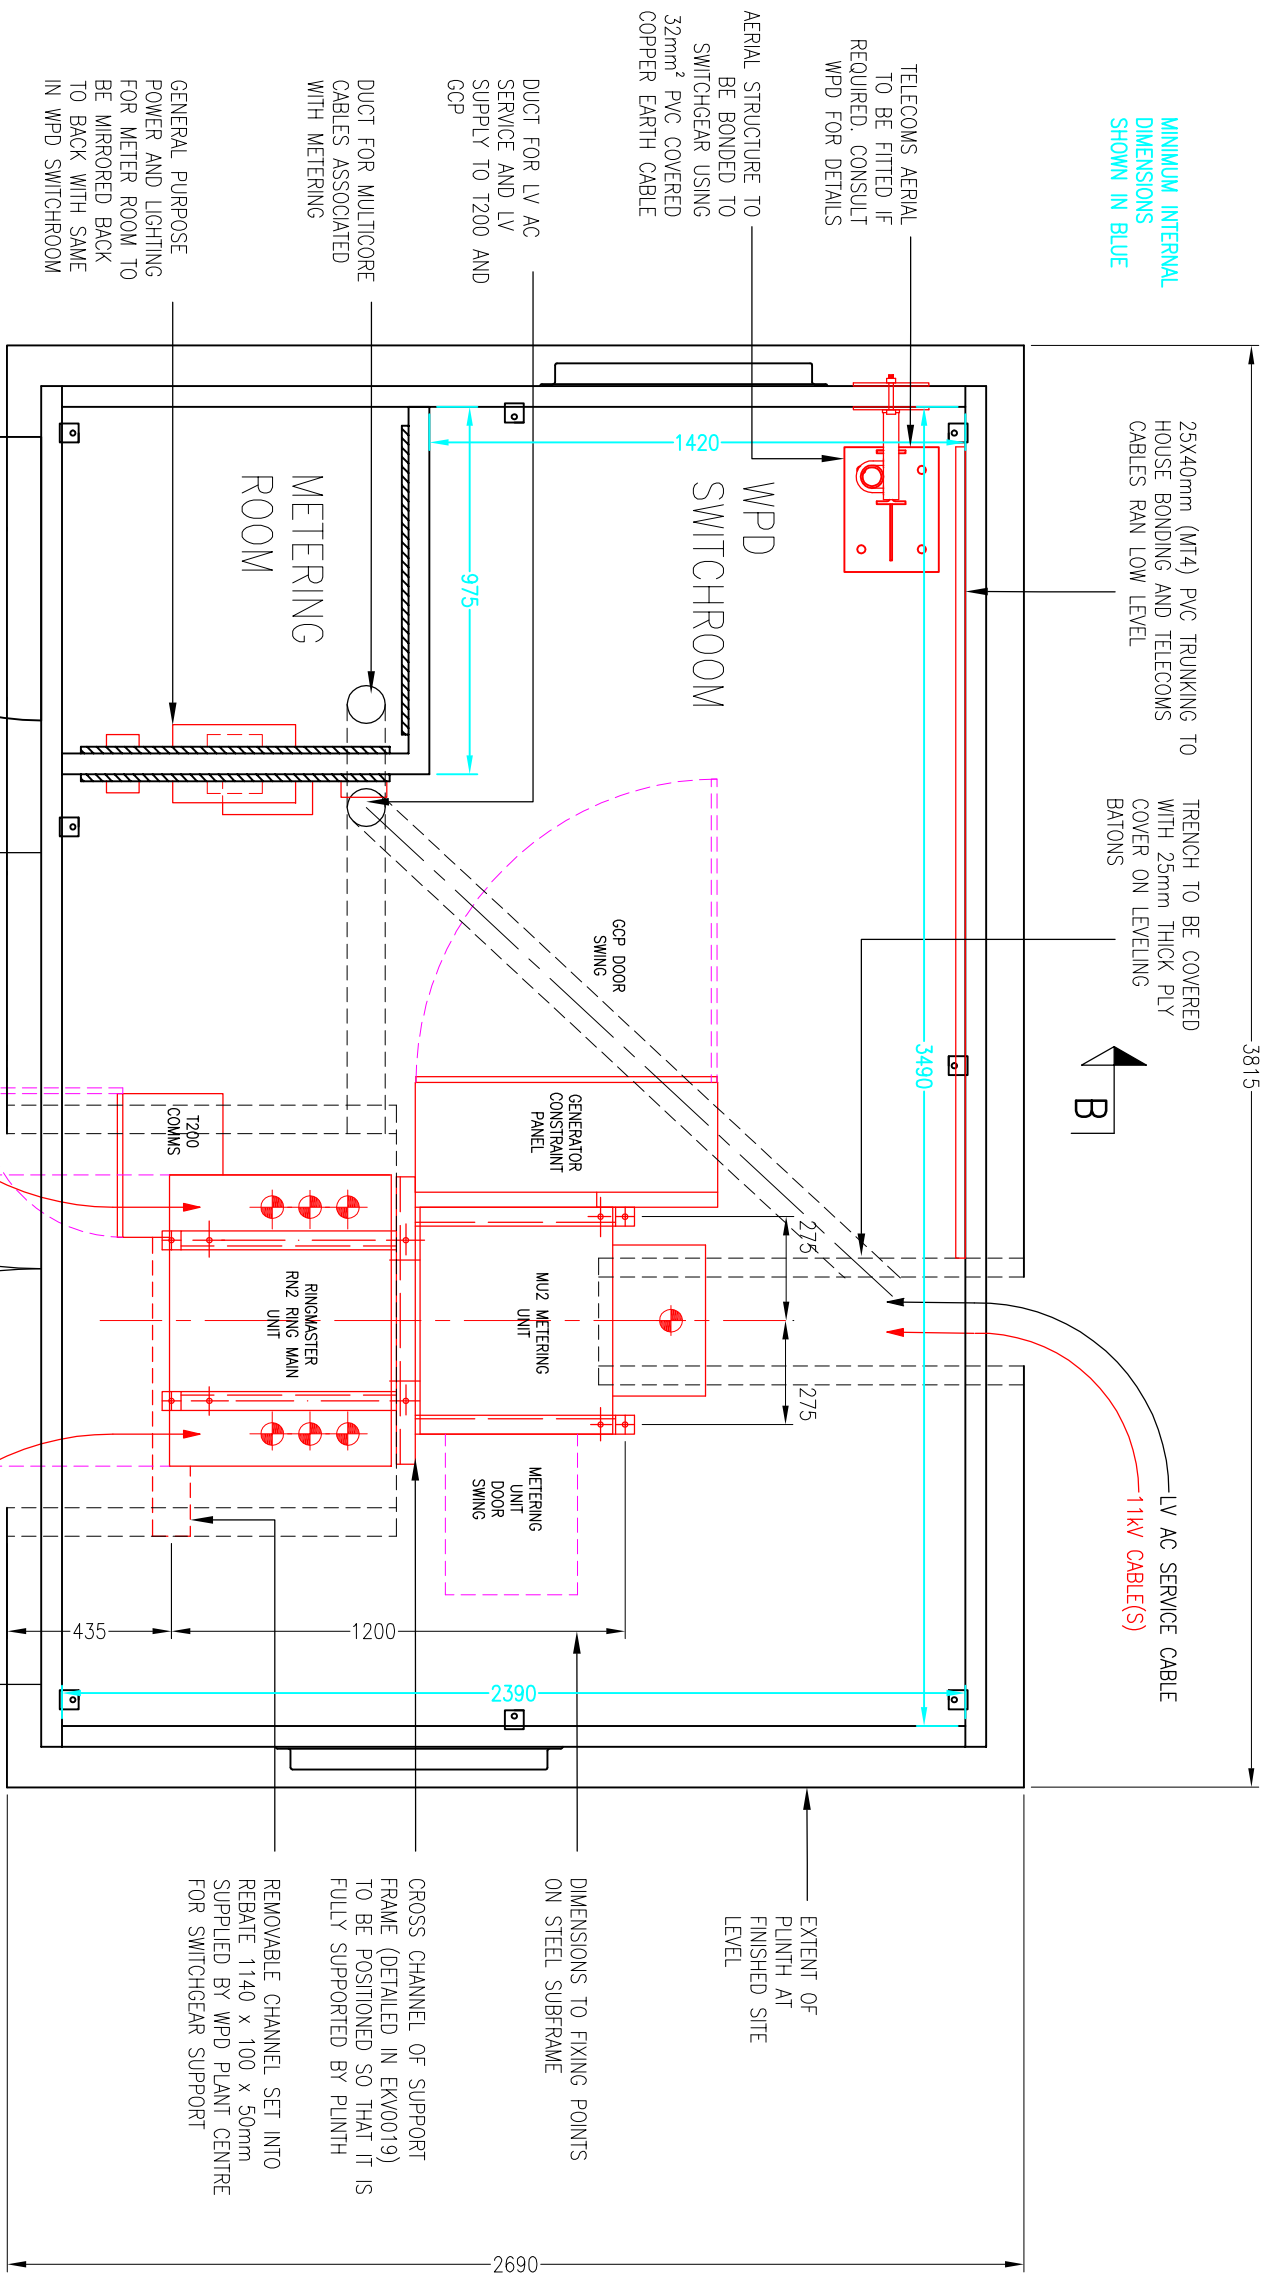 MINIMUM INTERNAL
DIMENSIONS
SHOWN IN BLUE
TELECOMS AERIAL
TO BE FITTED IF
REQUIRED. CONSULT
WPD FOR DETAILS
AERIAL STRUCTURE TO
BE BONDED TO
SWITCHGEAR USING
32mm² PVC COVERED
COPPER EARTH CABLE
DUCT FOR LV AC
SERVICE AND LV
SUPPLY TO T200 AND
GCP
DUCT FOR MULTICORE
CABLES ASSOCIATED
WITH METERING
GENERAL PURPOSE
POWER AND LIGHTING
FOR METER ROOM TO
BE MIRRORED BACK
TO BACK WITH SAME
IN WPD SWITCHROOM
3815
25X40mm (MT4) PVC TRUNKING TO
HOUSE BONDING AND TELECOMS
CABLES RAN LOW LEVEL
TRENCH TO BE COVERED
WITH 25mm THICK PLY
COVER ON LEVELING
BATONS
B
LV AC SERVICE CABLE
11kV CABLE(S)
3490
1420
WPD
SWITCHROOM
975
METERING
ROOM
GCP DOOR
SWING
GENERATOR
CONSTRAINT
PANEL
T200
COMMS
275
275
MU2 METERING
UNIT
RINGMASTER
RN2 RING MAIN
UNIT
METERING
UNIT
DOOR
SWING
1200
435
2390
EXTENT OF
PLINTH AT
FINISHED SITE
LEVEL
DIMENSIONS TO FIXING POINTS
ON STEEL SUBFRAME
CROSS CHANNEL OF SUPPORT
FRAME (DETAILED IN EKV0019)
TO BE POSITIONED SO THAT IT IS
FULLY SUPPORTED BY PLINTH
REMOVABLE CHANNEL SET INTO
REBATE 1140 x 100 x 50mm
SUPPLIED BY WPD PLANT CENTRE
FOR SWITCHGEAR SUPPORT
2690